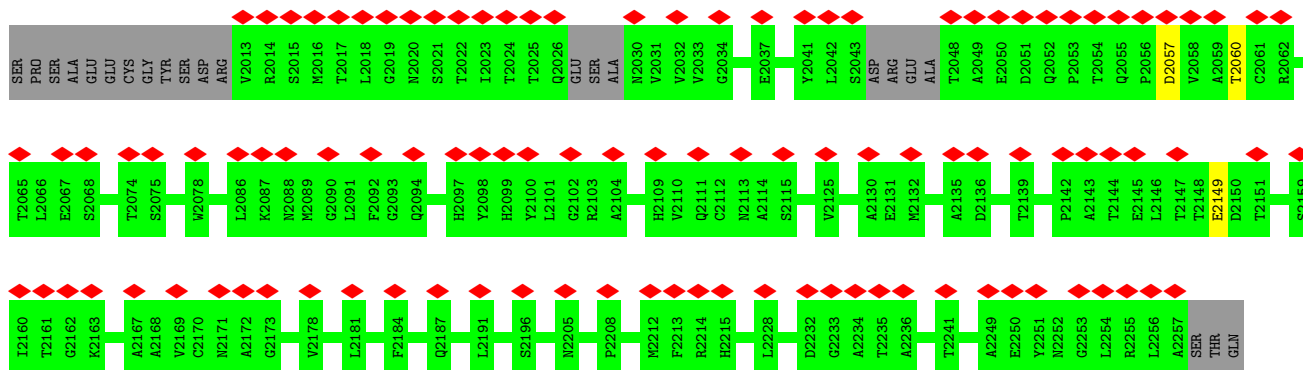 SER PRO SER ALA GLU GLU CYS GLY TYR SER ASP ARG V2013 R2014 S2015 M2016 T2017 L2018 G2019 N2020 S2021 T2022 I2023 T2024 T2025 Q2026 GLU SER ALA N2030 V2031 V2032 V2033 G2034 E2037 Y2041 L2042 S2043 ASP ARG GLU ALA T2048 A2049 E2050 D2051 Q2052 P2053 T2054 Q2055 P2056 D2057 V2058 A2059 T2060 C2061 R2062
T2065 L2066 E2067 S2068 T2074 S2075 W2078 L2086 K2087 N2088 M2089 G2090 L2091 F2092 G2093 Q2094 H2097 Y2098 H2099 Y2100 L2101 G2102 R2103 A2104 H2109 V2110 Q2111 C2112 N2113 A2114 S2115 V2125 A2130 E2131 M2132 A2135 D2136 T2139 P2142 A2143 T2144 E2145 L2146 T2147 T2148 E2149 D2150 T2151 S2159
I2160 T2161 G2162 K2163 A2167 A2168 V2169 C2170 N2171 A2172 G2173 V2178 L2181 F2184 Q2187 L2191 S2196 N2205 P2208 M2212 F2213 R2214 H2215 L2228 D2232 G2233 A2234 T2235 A2236 T2241 A2249 E2250 Y2251 N2252 G2253 L2254 R2255 L2256 A2257 SER THR GLN